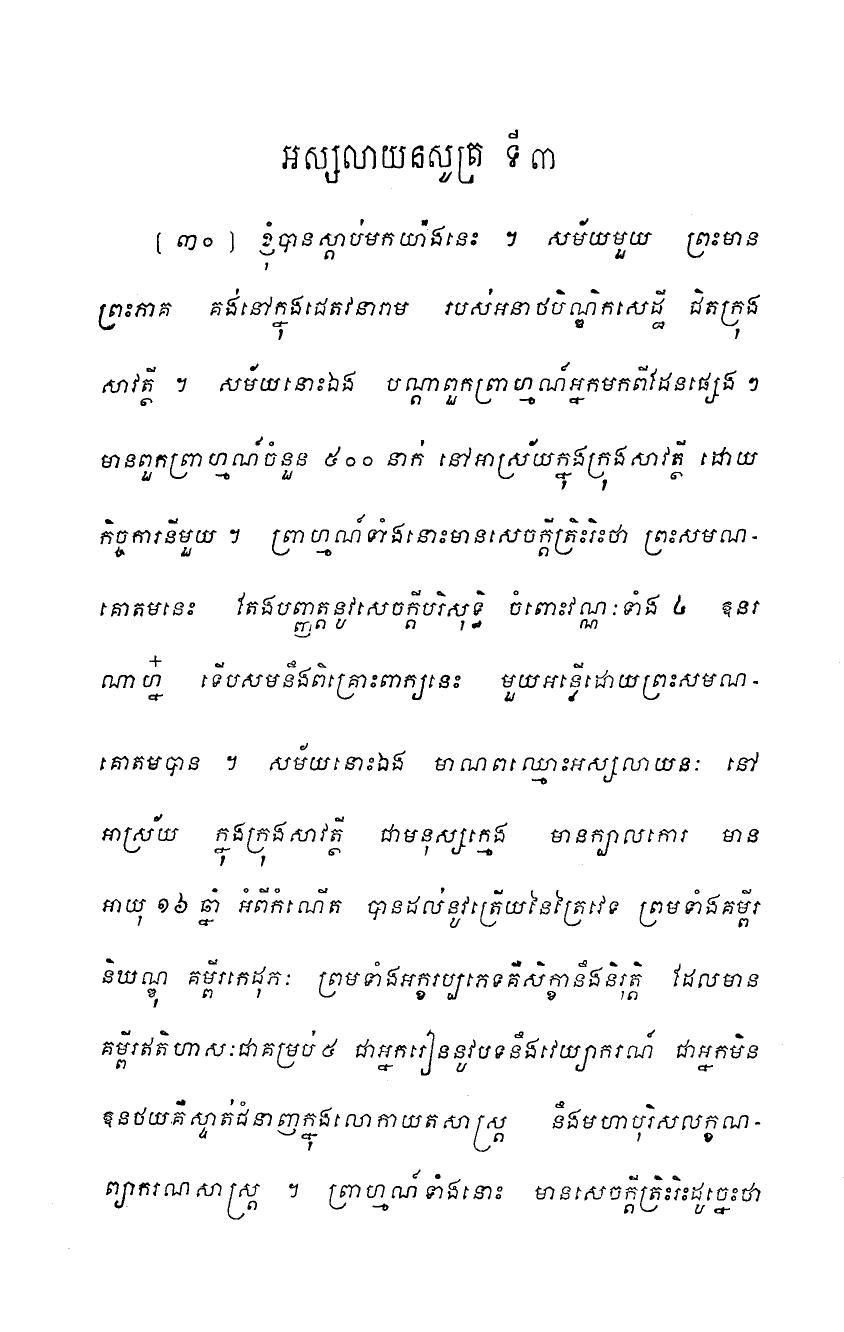 អស្សលាយនសូត្រ ទី ៣
[ ៣០ ] ខ្ញុំបានស្តាប់មកយ៉ាងនេះ ។ សម័យមួយ ព្រះមាន
ព្រះភាគ គង់នៅក្នុងជេតវនារាម របស់អនាថបិណ្ឌិកសេដ្ឋី ជិតក្រុង
សាវត្ថី ។ សម័យនោះឯង បណ្តាពួកព្រាហ្មណ៍អ្នកមកពីដែនផ្សេង ៗ
មានពួកព្រាហ្មណ៍ចំនួន ៥០០ នាក់ នៅអាស្រ័យក្នុងក្រុងសាវត្ថី ដោយ
កិច្ចការនីមួយ ។ ព្រាហ្មណ៍ទាំងនោះមានសេចក្តីត្រិះរិះថា ព្រះសមណ-
គោតមនេះ តែងបញ្ញត្តនូវសេចក្តីបរិសុទ្ធិ ចំពោះវណ្ណៈទាំង ៤ ឧនរ
ណាហ្ន៎ ទើបសមនឹងពិគ្រោះពាក្យនេះ មួយអន្លើដោយព្រះសមណ-
គោតមបាន ។ សម័យនោះឯង មាណពឈ្មោះអស្សលាយនៈ នៅ
អាស្រ័យ ក្នុងក្រុងសាវត្ថី ជាមនុស្សក្មេង មានក្បាលកោរ មាន
អាយុ ១៦ ឆ្នាំ អំពីកំណើត បានដល់នូវត្រើយនៃត្រៃវេទ ព្រមទាំងគម្ពីរ
និឃណ្ឌុ គម្ពីរកេដុភៈ ព្រមទាំងអក្ខរប្បភេទគឺសិក្ខានឹងនិរុត្តិ ដែលមាន
គម្ពីរឥតិហាសៈជាគម្រប់ ៥ ជាអ្នករៀននូវបទនឹងវេយ្យាករណ៍ ជាអ្នកមិន
ឧនថយគឺស្ទាត់ជំនាញក្នុងលោកាយតសាស្ត្រ នឹងមហាបុរិសលក្ខណ-
ព្យាករណសាស្ត្រ ។ ព្រាហ្មណ៍ទាំងនោះ មានសេចក្តីត្រិះរិះដូច្នេះថា